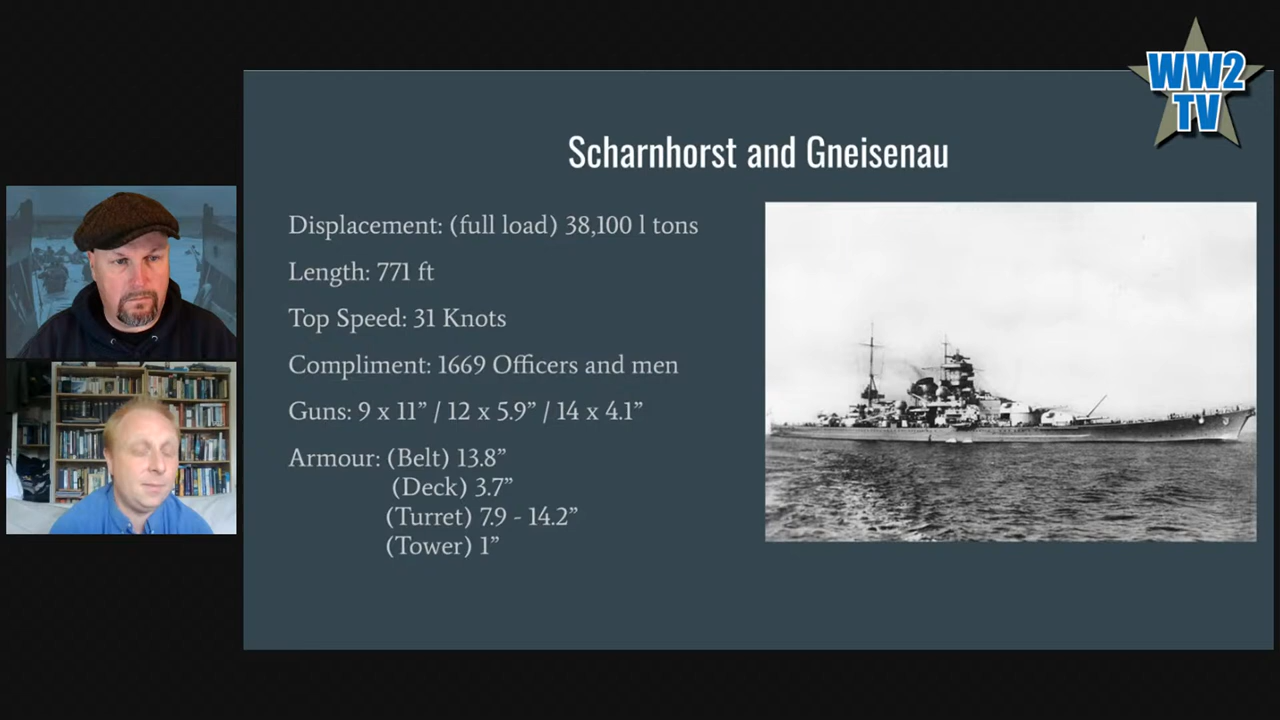 WW2
TV
Scharnhorst and Gneisenau
Displacement: (full load) 38,100 l tons
Length: 771 ft
Top Speed: 31 Knots
Compliment: 1669 Officers and men
Guns: 9 x 11” / 12 x 5.9” / 14 x 4.1”
Armour: (Belt) 13.8”
(Deck) 3.7”
(Turret) 7.9 - 14.2”
(Tower) 1”